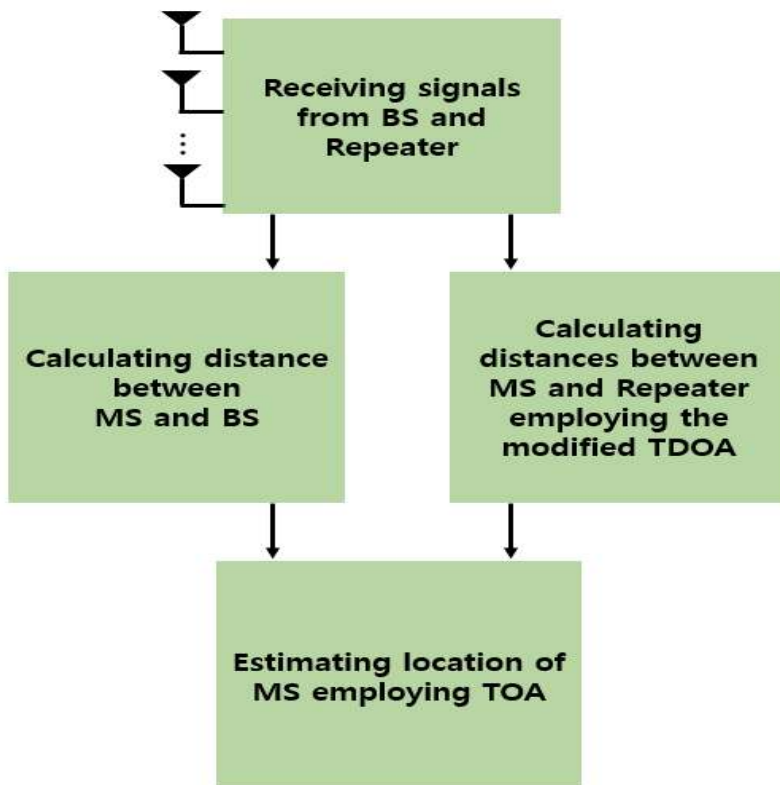 Receiving signals
from BS and
Repeater
Calculating distance
between
MS and BS
Calculating
distances between
MS and Repeater
employing the
modified TDOA
Estimating location of
MS employing TOA